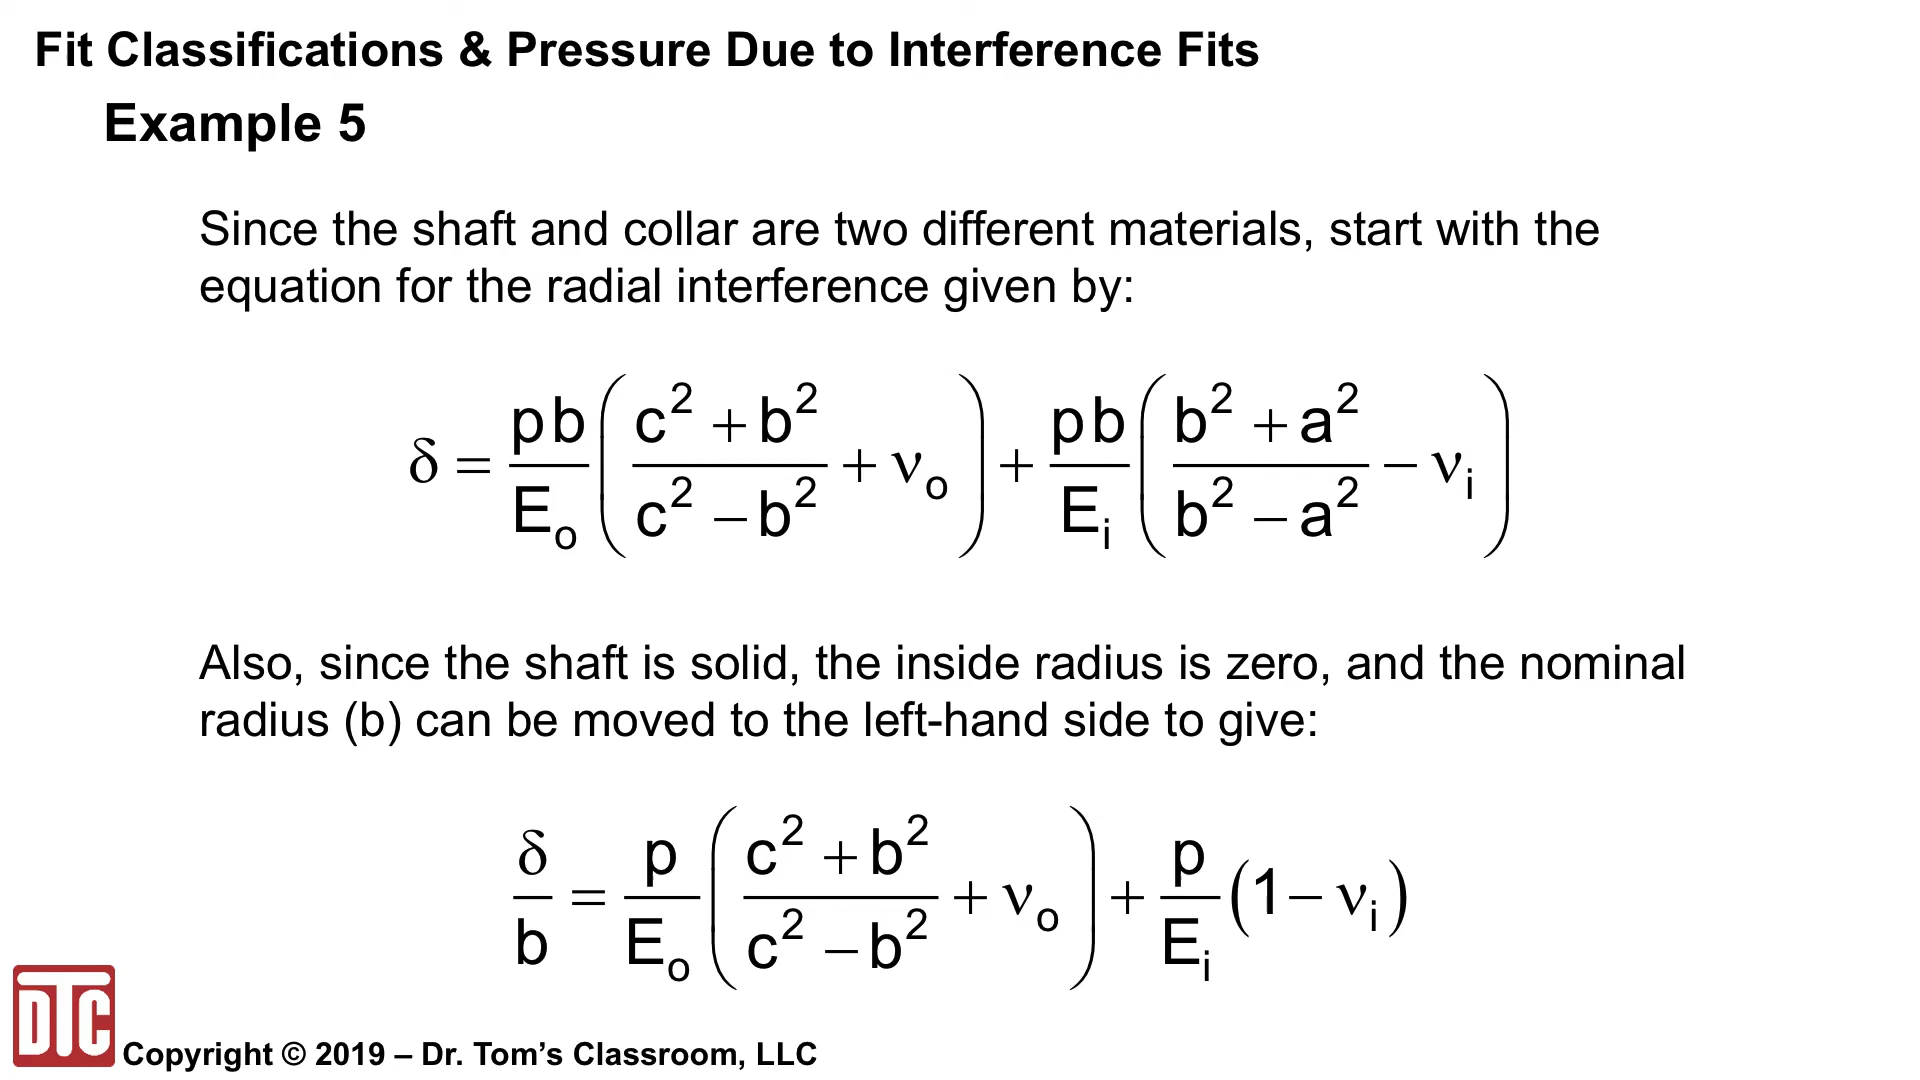 Fit Classifications & Pressure Due to Interference Fits
Example 5
Since the shaft and collar are two different materials, start with the
equation for the radial interference given by:
δ = pb/E_o ( (c² + b²)/(c² − b²) + ν_o ) + pb/E_i ( (b² + a²)/(b² − a²) − ν_i )
Also, since the shaft is solid, the inside radius is zero, and the nominal
radius (b) can be moved to the left-hand side to give:
δ/b = p/E_o ( (c² + b²)/(c² − b²) + ν_o ) + p/E_i (1 − ν_i)
DTC
Copyright © 2019 – Dr. Tom’s Classroom, LLC